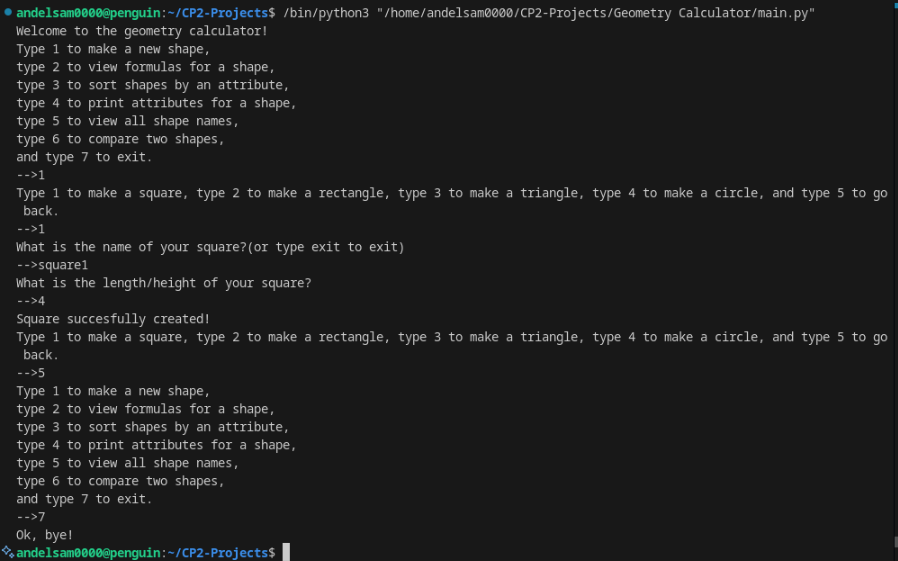 andelsam0000@penguin:~/CP2-Projects$ /bin/python3 "/home/andelsam0000/CP2-Projects/Geometry Calculator/main.py"
Welcome to the geometry calculator!
Type 1 to make a new shape,
type 2 to view formulas for a shape,
type 3 to sort shapes by an attribute,
type 4 to print attributes for a shape,
type 5 to view all shape names,
type 6 to compare two shapes,
and type 7 to exit.
-->1
Type 1 to make a square, type 2 to make a rectangle, type 3 to make a triangle, type 4 to make a circle, and type 5 to go
 back.
-->1
What is the name of your square?(or type exit to exit)
-->square1
What is the length/height of your square?
-->4
Square succesfully created!
Type 1 to make a square, type 2 to make a rectangle, type 3 to make a triangle, type 4 to make a circle, and type 5 to go
 back.
-->5
Type 1 to make a new shape,
type 2 to view formulas for a shape,
type 3 to sort shapes by an attribute,
type 4 to print attributes for a shape,
type 5 to view all shape names,
type 6 to compare two shapes,
and type 7 to exit.
-->7
Ok, bye!
andelsam0000@penguin:~/CP2-Projects$